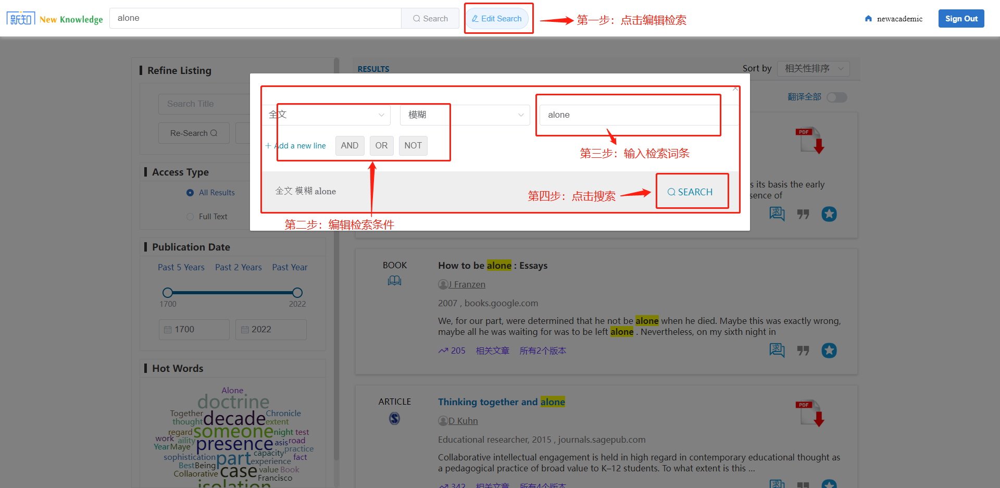 新知 New Knowledge
alone
Search
Edit Search
第一步：点击编辑检索
newacademic
Sign Out
Refine Listing
Search Title
Re-Search
Access Type
All Results
Full Text
Publication Date
Past 5 Years Past 2 Years Past Year
1700 2022
1700 2022
Hot Words
Alone
doctrine
Together decade Chronicle
thought extent
regard someone night test
work aility presence asis road
Year Maye practice
capacity
sophistication part experience fact
Best Being case value Book
Collaorative Francisco
isolation
RESULTS
Sort by 相关性排序
翻译全部
全文 模糊 alone
+ Add a new line AND OR NOT
第三步：输入检索词条
全文 模糊 alone
第四步：点击搜索
SEARCH
第二步：编辑检索条件
PDF
s its basis the early
sence of
BOOK
How to be alone : Essays
J Franzen
2007 , books.google.com
We, for our part, were determined that he not be alone when he died. Maybe this was exactly wrong,
maybe all he was waiting for was to be left alone . Nevertheless, on my sixth night in
205 相关文章 所有2个版本
ARTICLE
Thinking together and alone
PDF
D Kuhn
Educational researcher, 2015 , journals.sagepub.com
Collaborative intellectual engagement is held in high regard in contemporary educational thought as
a pedagogical practice of broad value to K–12 students. To what extent is this ...
342 相关文章 所有4个版本